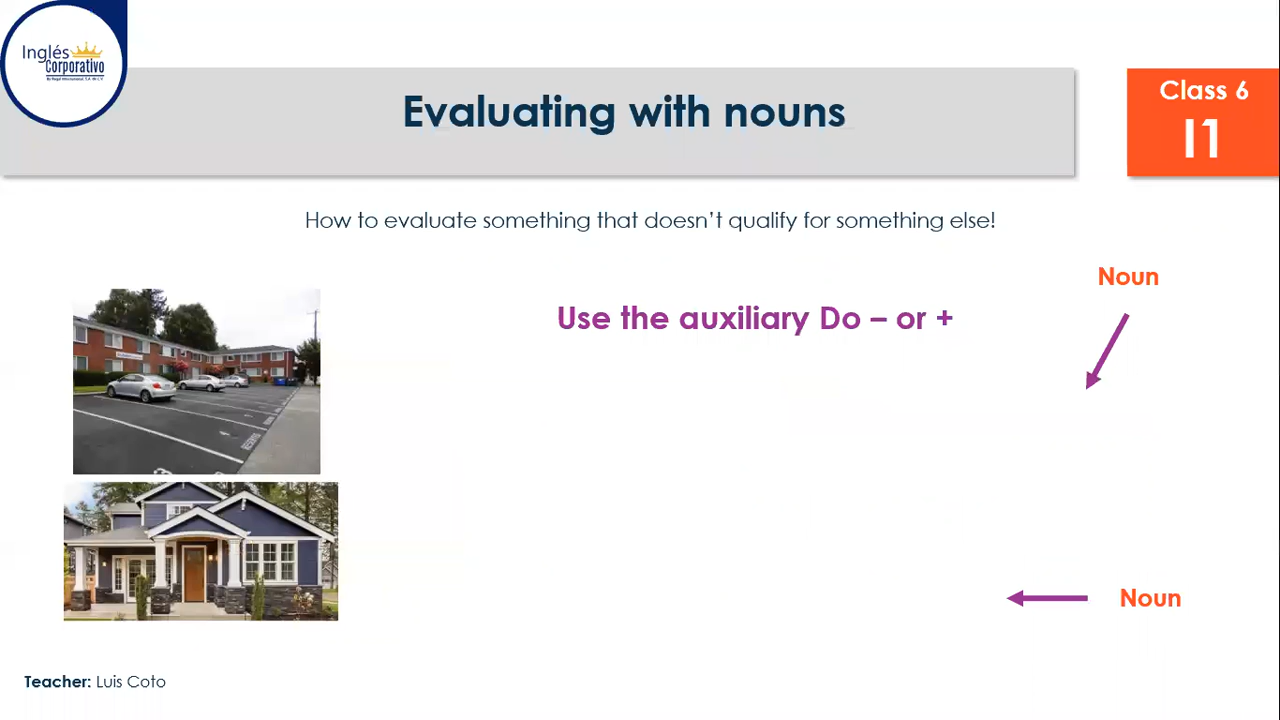 Inglés
Corporativo
Evaluating with nouns
Class 6
I1
How to evaluate something that doesn’t qualify for something else!
Noun
Use the auxiliary Do – or +
Noun
Teacher: Luis Coto